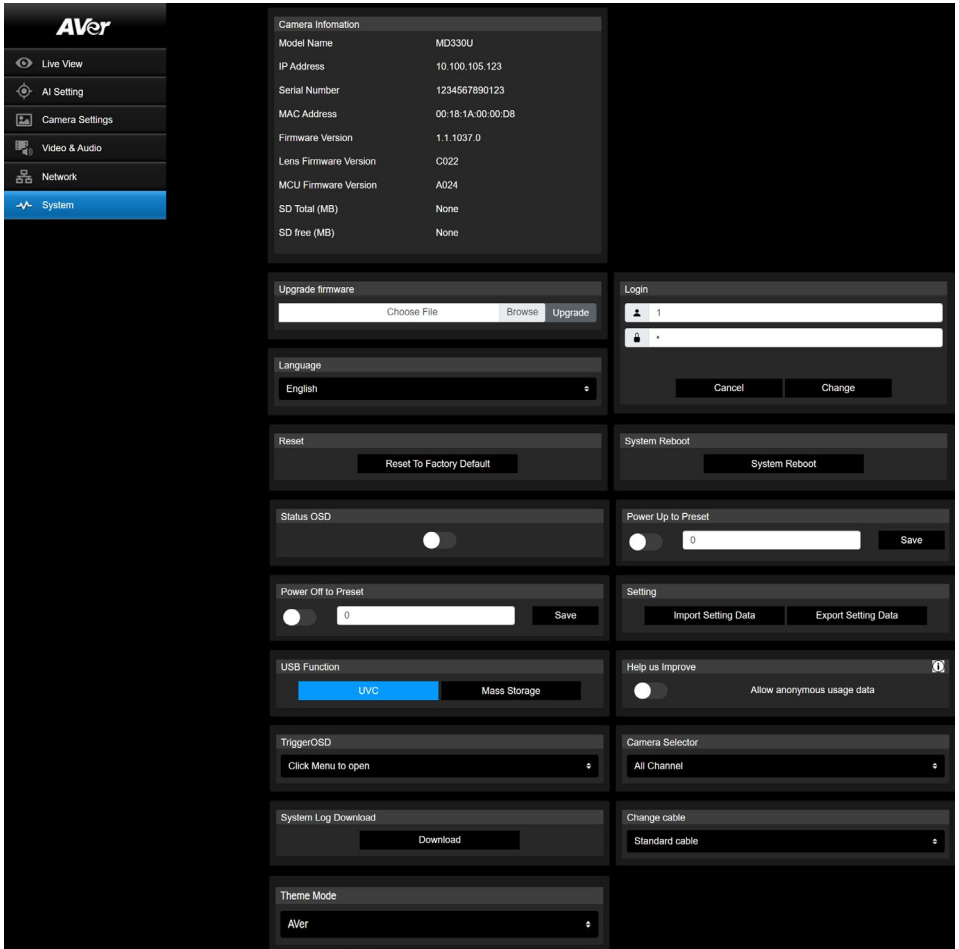 AVer
Live View
AI Setting
Camera Settings
Video & Audio
Network
System
Camera Infomation
Model Name MD330U
IP Address 10.100.105.123
Serial Number 1234567890123
MAC Address 00:18:1A:00:00:D8
Firmware Version 1.1.1037.0
Lens Firmware Version C022
MCU Firmware Version A024
SD Total (MB) None
SD free (MB) None
Upgrade firmware
Choose File Browse Upgrade
Login
1
*
Cancel Change
Language
English
Reset
Reset To Factory Default
System Reboot
System Reboot
Status OSD
Power Up to Preset
0 Save
Power Off to Preset
0 Save
Setting
Import Setting Data Export Setting Data
USB Function
UVC Mass Storage
Help us Improve
Allow anonymous usage data
TriggerOSD
Click Menu to open
Camera Selector
All Channel
System Log Download
Download
Change cable
Standard cable
Theme Mode
AVer